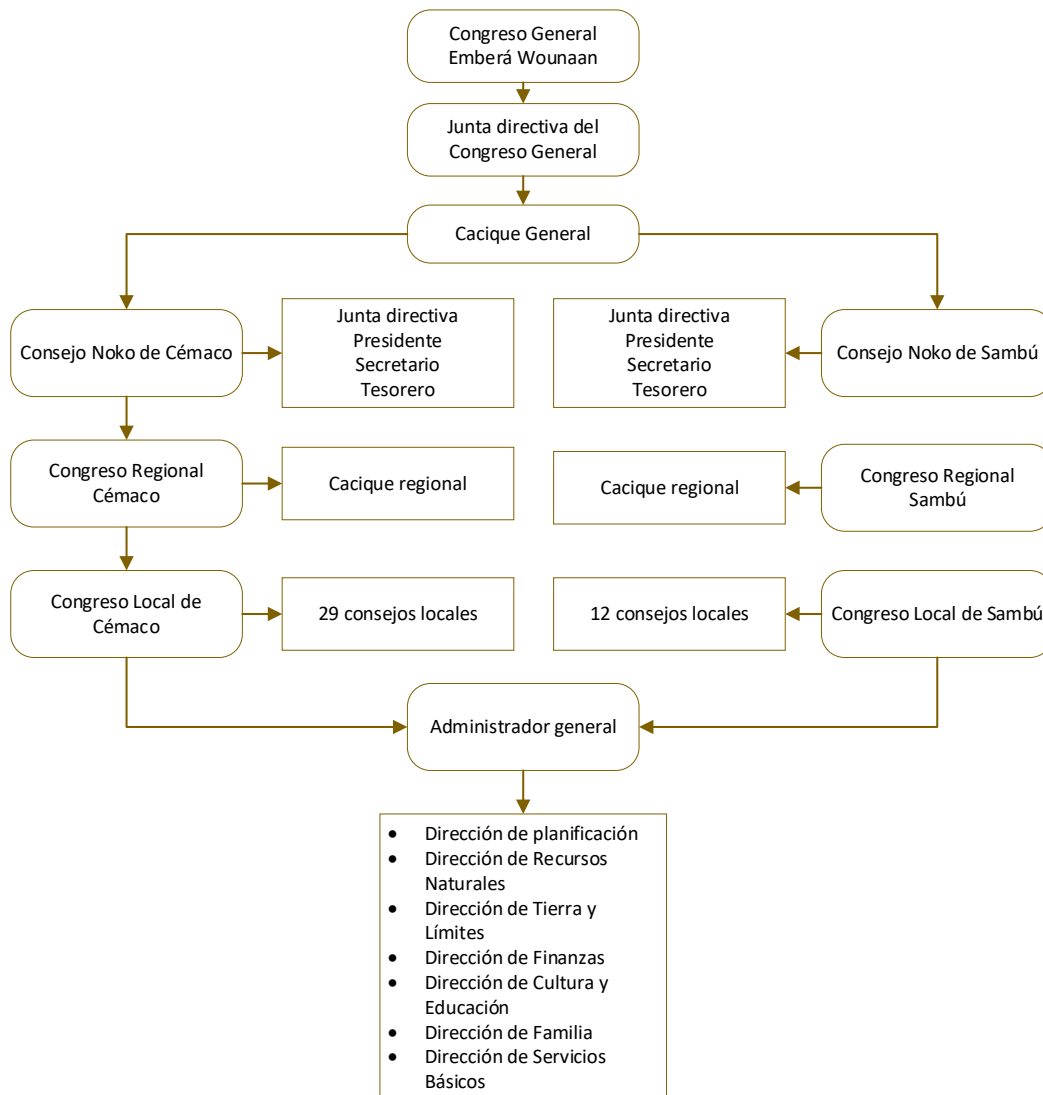 Congreso General
Emberá Wounaan
Junta directiva del
Congreso General
Cacique General
Consejo Noko de Cémaco
Junta directiva
Presidente
Secretario
Tesorero
Junta directiva
Presidente
Secretario
Tesorero
Consejo Noko de Sambú
Congreso Regional
Cémaco
Cacique regional
Cacique regional
Congreso Regional
Sambú
Congreso Local de
Cémaco
29 consejos locales
12 consejos locales
Congreso Local de Sambú
Administrador general
• Dirección de planificación
• Dirección de Recursos
Naturales
• Dirección de Tierra y
Límites
• Dirección de Finanzas
• Dirección de Cultura y
Educación
• Dirección de Familia
• Dirección de Servicios
Básicos